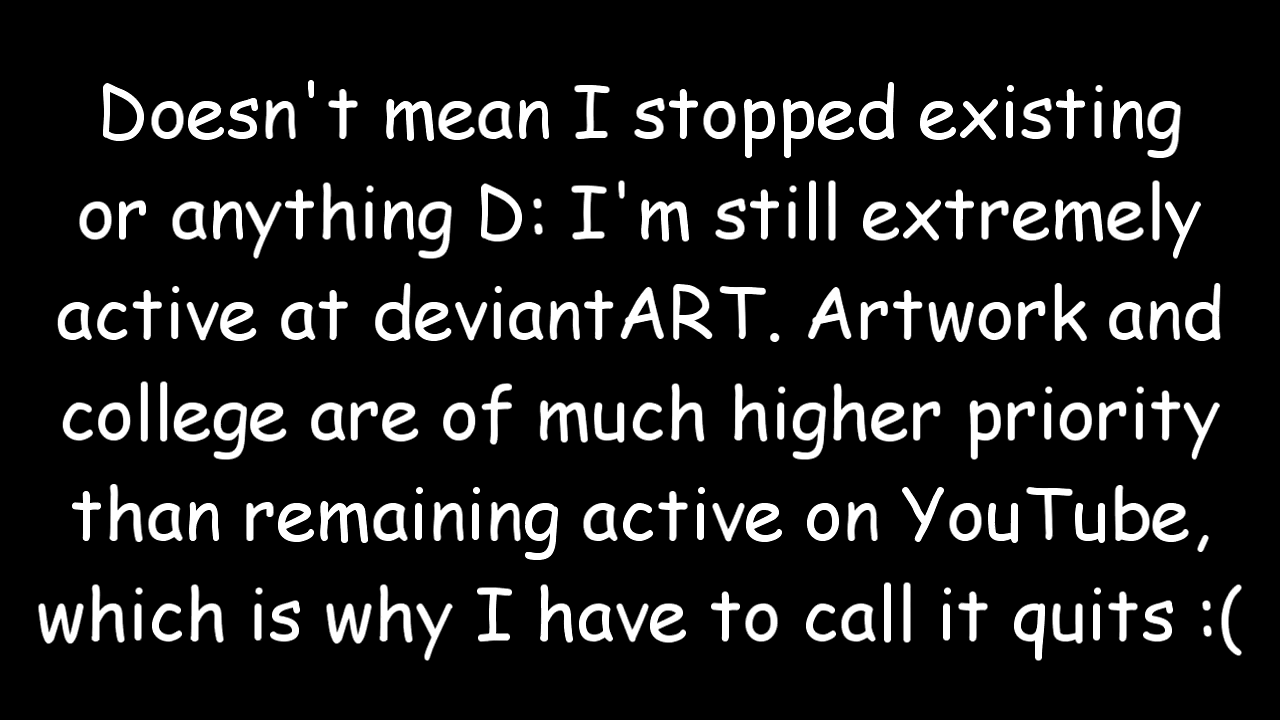 Doesn't mean I stopped existing
or anything D: I'm still extremely
active at deviantART. Artwork and
college are of much higher priority
than remaining active on YouTube,
which is why I have to call it quits :(